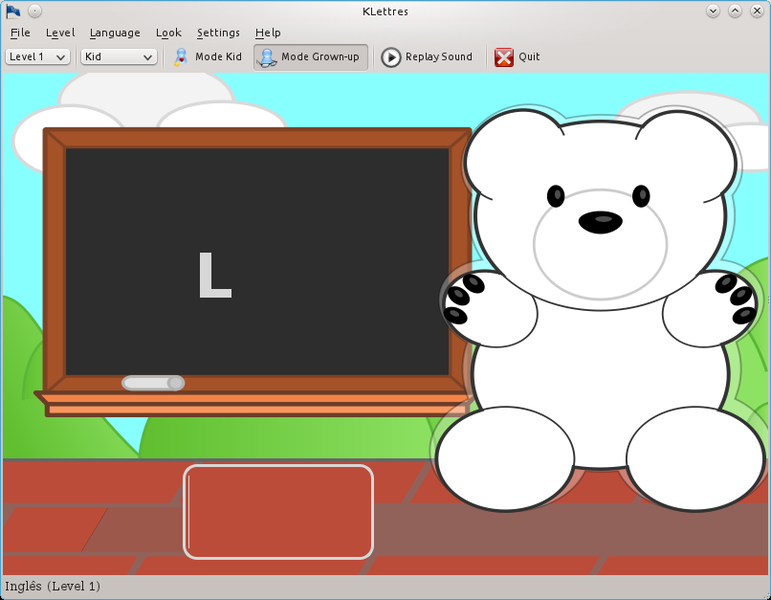 KLettres
File Level Language Look Settings Help
Level 1 Kid Mode Kid Mode Grown-up Replay Sound Quit
L
Inglês (Level 1)